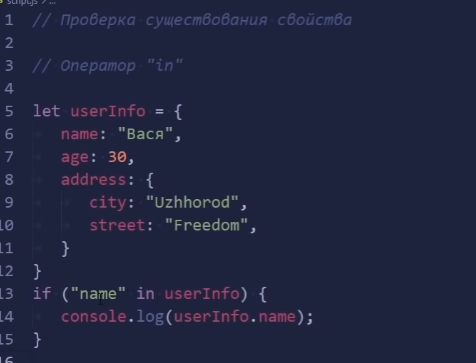 script.js > ...
1 // Проверка существования свойства
2
3 // Оператор "in"
4
5 let userInfo = {
6 name: "Вася",
7 age: 30,
8 address: {
9 city: "Uzhhorod",
10 street: "Freedom",
11 }
12 }
13 if ("name" in userInfo) {
14 console.log(userInfo.name);
15 }
16